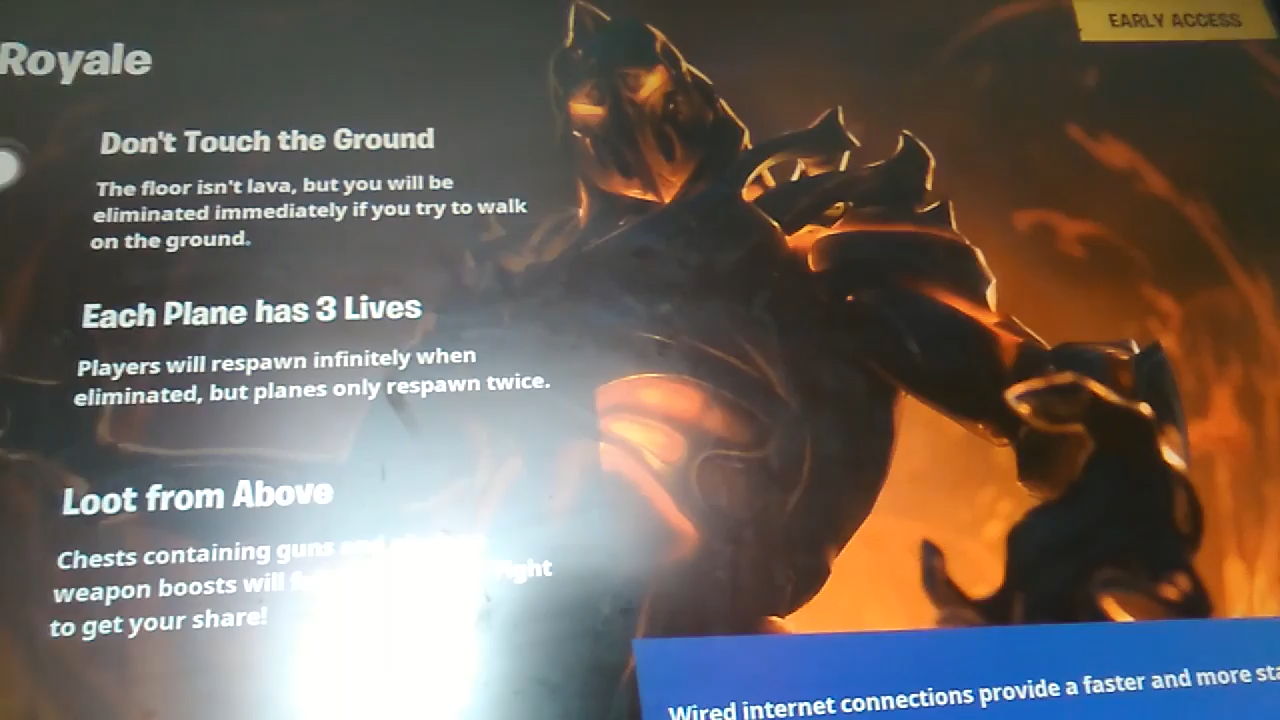 Royale
EARLY ACCESS
Don't Touch the Ground
The floor isn't lava, but you will be
eliminated immediately if you try to walk
on the ground.
Each Plane has 3 Lives
Players will respawn infinitely when
eliminated, but planes only respawn twice.
Loot from Above
Chests containing guns and
weapon boosts will
to get your share!
Wired internet connections provide a faster and more